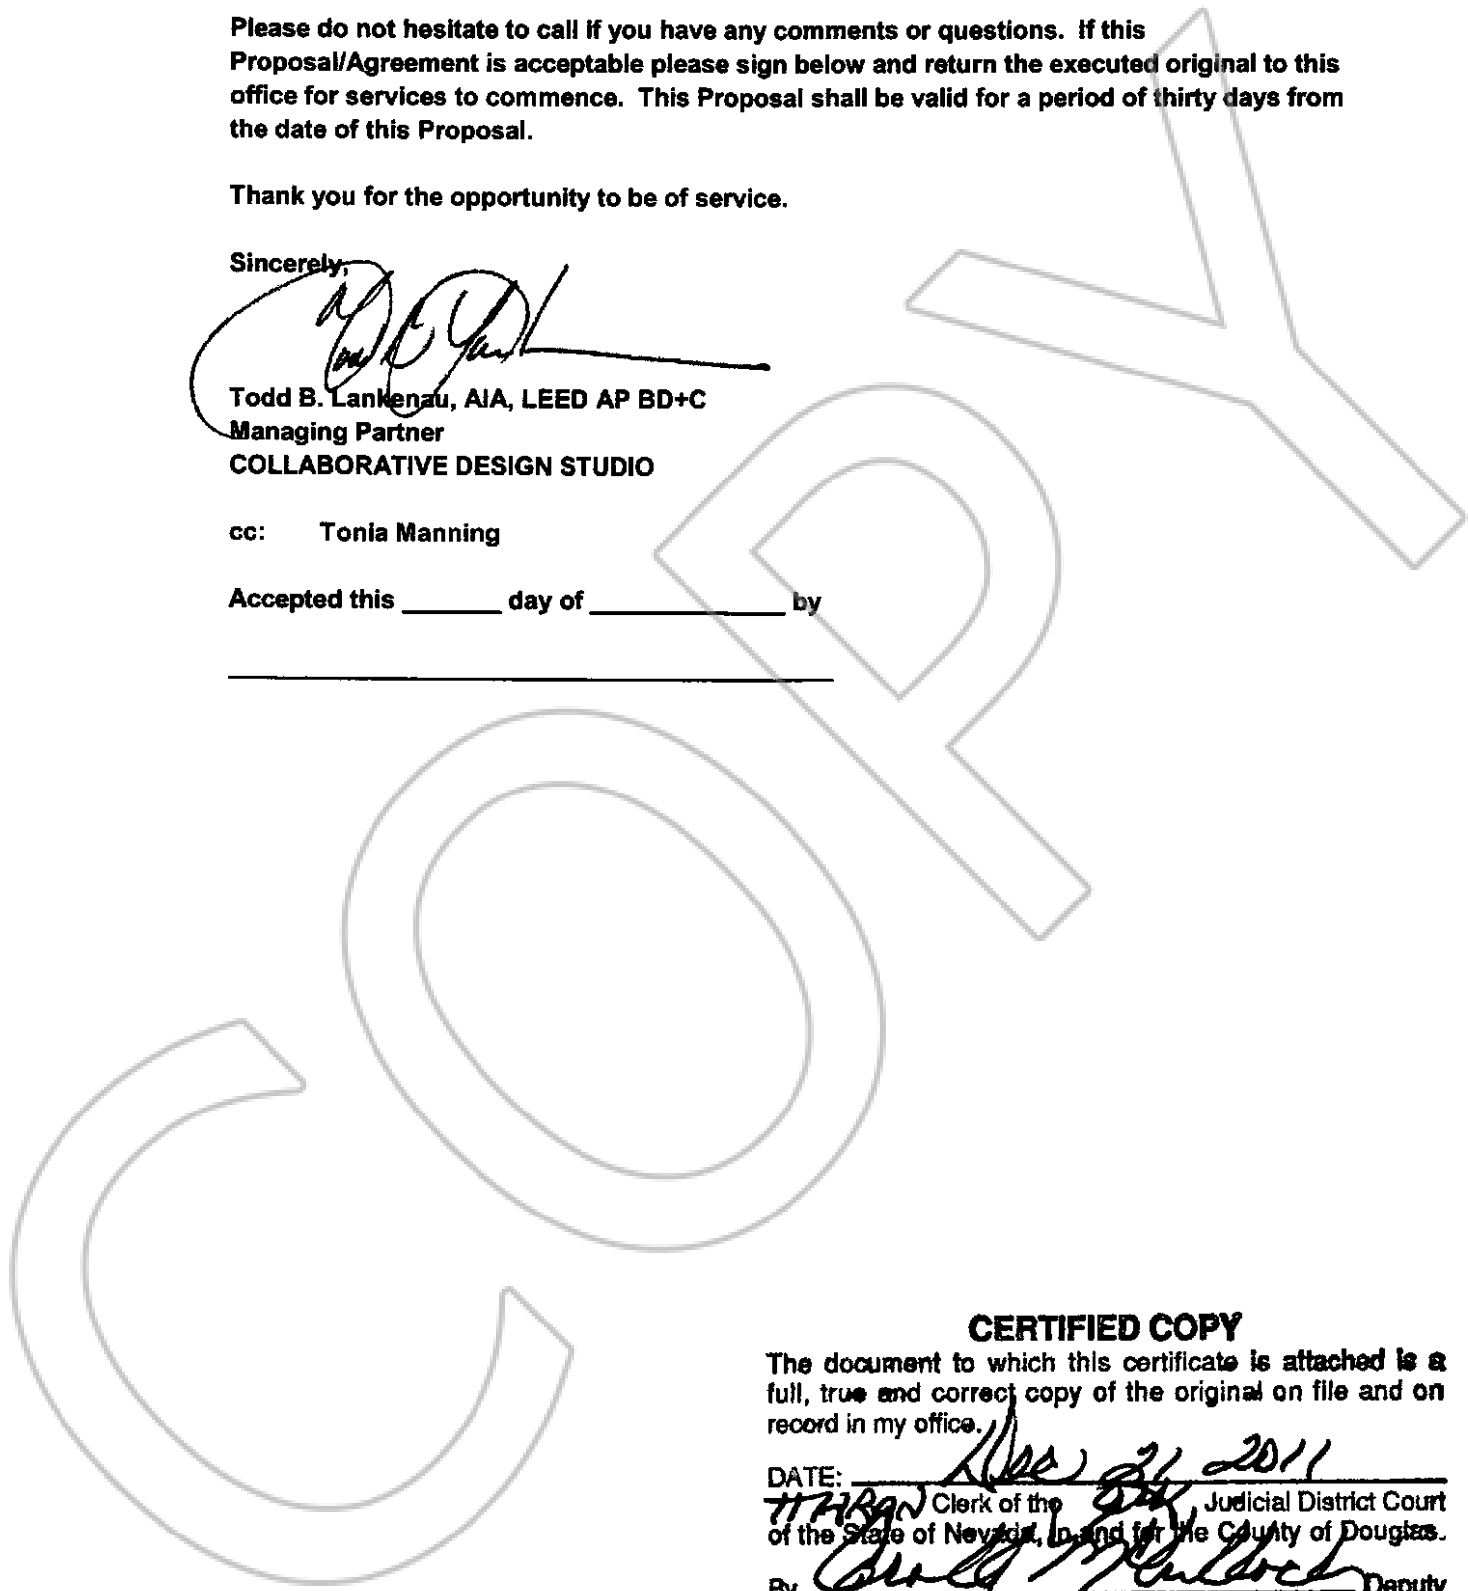 Please do not hesitate to call if you have any comments or questions. If this
Proposal/Agreement is acceptable please sign below and return the executed original to this
office for services to commence. This Proposal shall be valid for a period of thirty days from
the date of this Proposal.
Thank you for the opportunity to be of service.
Sincerely,
Todd B. Lankenau, AIA, LEED AP BD+C
Managing Partner
COLLABORATIVE DESIGN STUDIO
cc: Tonia Manning
Accepted this ______ day of ____________ by
COPY
CERTIFIED COPY
The document to which this certificate is attached is a
full, true and correct copy of the original on file and on
record in my office.
DATE: Dec 21 2011
Clerk of the Judicial District Court
of the State of Nevada, in and for the County of Douglas.
By Deputy